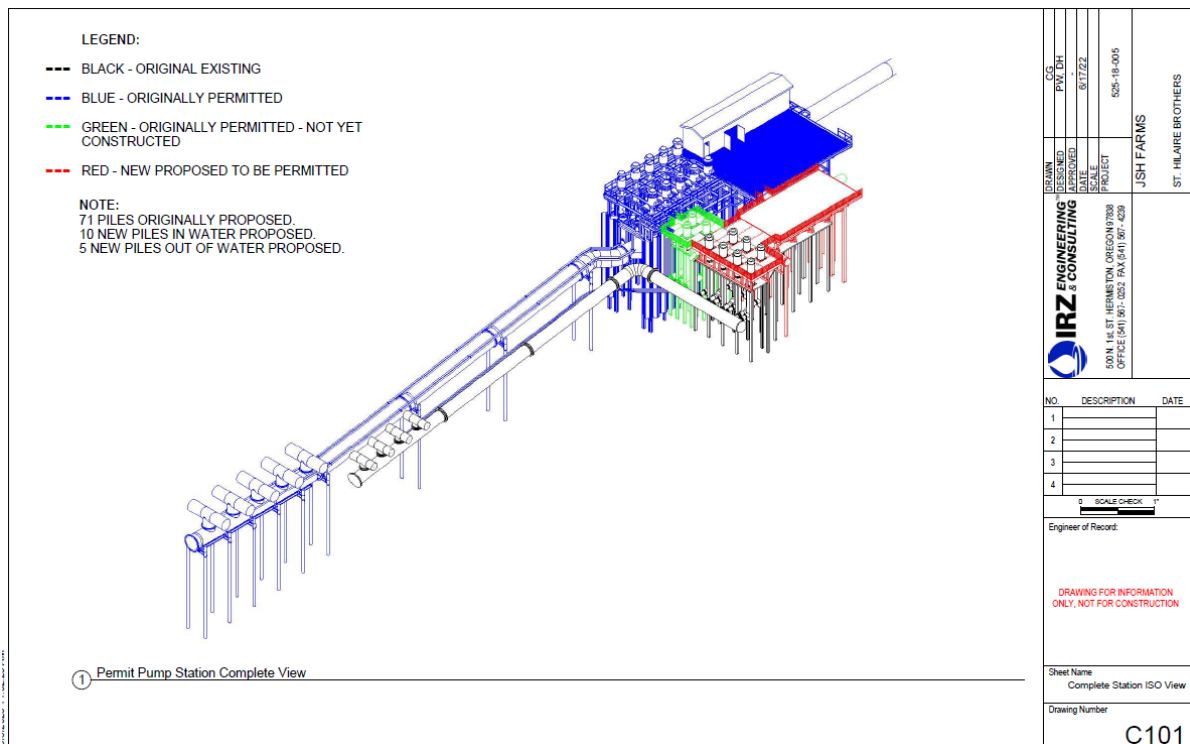 LEGEND:
BLACK - ORIGINAL EXISTING
BLUE - ORIGINALLY PERMITTED
GREEN - ORIGINALLY PERMITTED - NOT YET
CONSTRUCTED
RED - NEW PROPOSED TO BE PERMITTED
NOTE:
71 PILES ORIGINALLY PROPOSED.
10 NEW PILES IN WATER PROPOSED.
5 NEW PILES OUT OF WATER PROPOSED.
1 Permit Pump Station Complete View
DRAWN CG
DESIGNED PW, DH
APPROVED -
DATE 6/17/22
SCALE
PROJECT 525-18-005
JSH FARMS
ST. HILAIRE BROTHERS
IRZ ENGINEERING™
& CONSULTING
500 N. 1st. ST. HERMISTON, OREGON 97838
OFFICE (541) 567- 0252 FAX (541) 567- 4239
NO. DESCRIPTION DATE
1
2
3
4
0 SCALE CHECK 1"
Engineer of Record:
DRAWING FOR INFORMATION
ONLY, NOT FOR CONSTRUCTION
Sheet Name
Complete Station ISO View
Drawing Number
C101